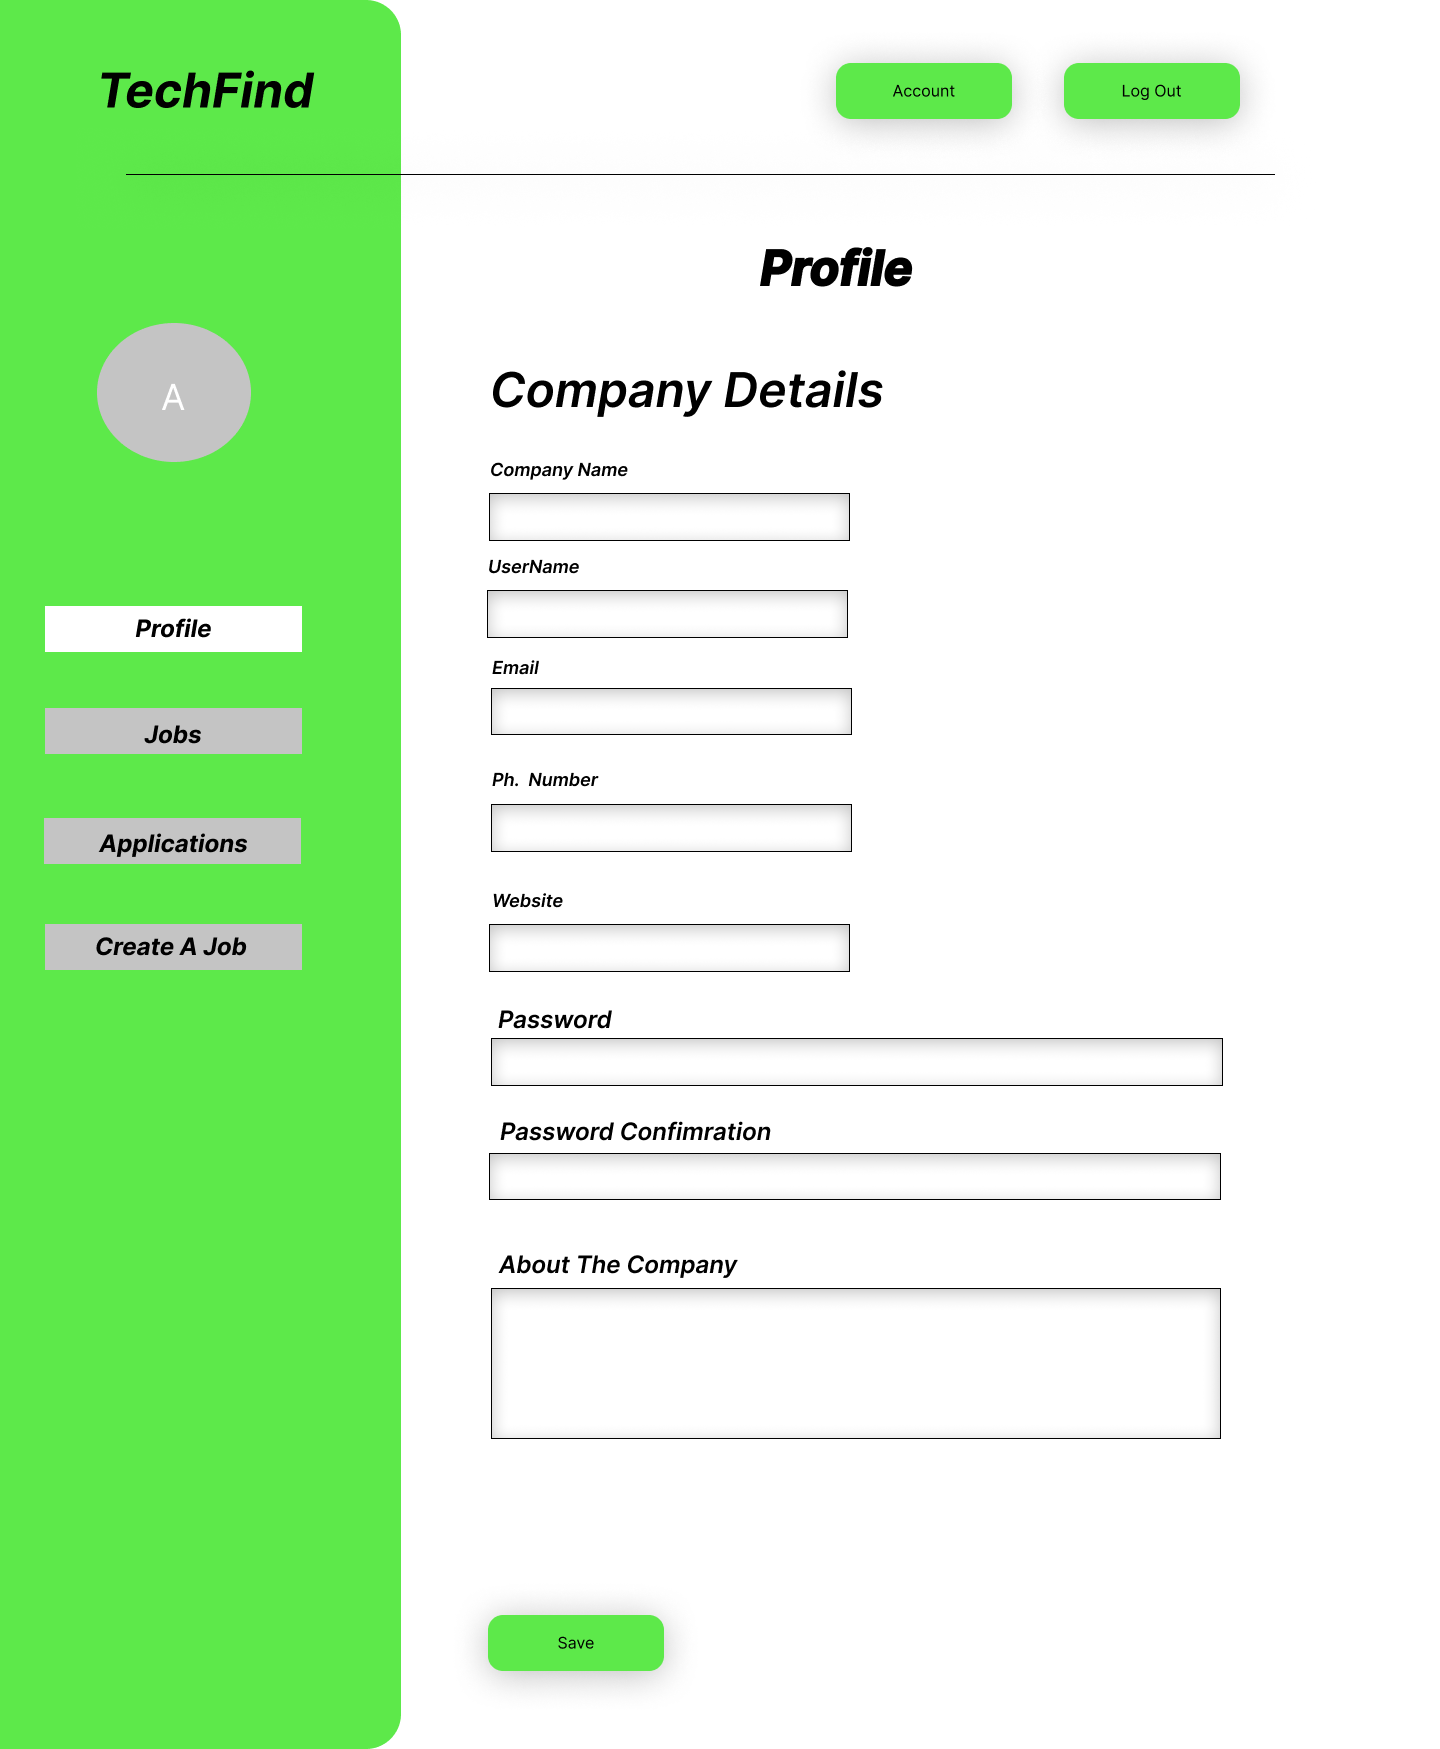 TechFind
Account
Log Out
Profile
A
Profile
Jobs
Applications
Create A Job
Company Details
Company Name
UserName
Email
Ph. Number
Website
Password
Password Confimration
About The Company
Save